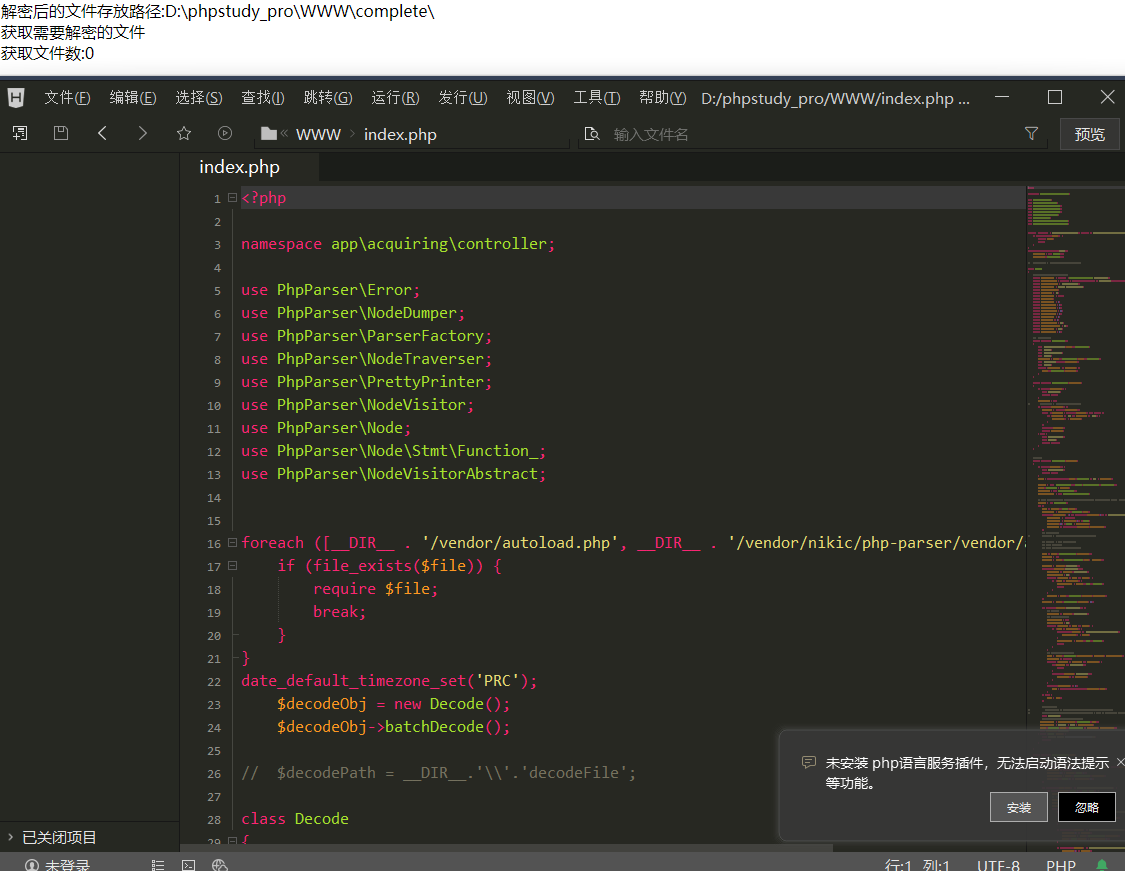 解密后的文件存放路径:D:\phpstudy_pro\WWW\complete\
获取需要解密的文件
获取文件数:0
H 文件(F) 编辑(E) 选择(S) 查找(I) 跳转(G) 运行(R) 发行(U) 视图(V) 工具(T) 帮助(Y) D:/phpstudy_pro/WWW/index.php ...
WWW index.php 输入文件名 预览
index.php
1 <?php
2
3 namespace app\acquiring\controller;
4
5 use PhpParser\Error;
6 use PhpParser\NodeDumper;
7 use PhpParser\ParserFactory;
8 use PhpParser\NodeTraverser;
9 use PhpParser\PrettyPrinter;
10 use PhpParser\NodeVisitor;
11 use PhpParser\Node;
12 use PhpParser\Node\Stmt\Function_;
13 use PhpParser\NodeVisitorAbstract;
14
15
16 foreach ([__DIR__ . '/vendor/autoload.php', __DIR__ . '/vendor/nikic/php-parser/vendor/
17 if (file_exists($file)) {
18 require $file;
19 break;
20 }
21 }
22 date_default_timezone_set('PRC');
23 $decodeObj = new Decode();
24 $decodeObj->batchDecode();
25
26 // $decodePath = __DIR__.'\\'.'decodeFile';
27
28 class Decode
29 {
未安装 php语言服务插件，无法启动语法提示
等功能。
安装 忽略
已关闭项目
未登录 行:1 列:1 UTF-8 PHP